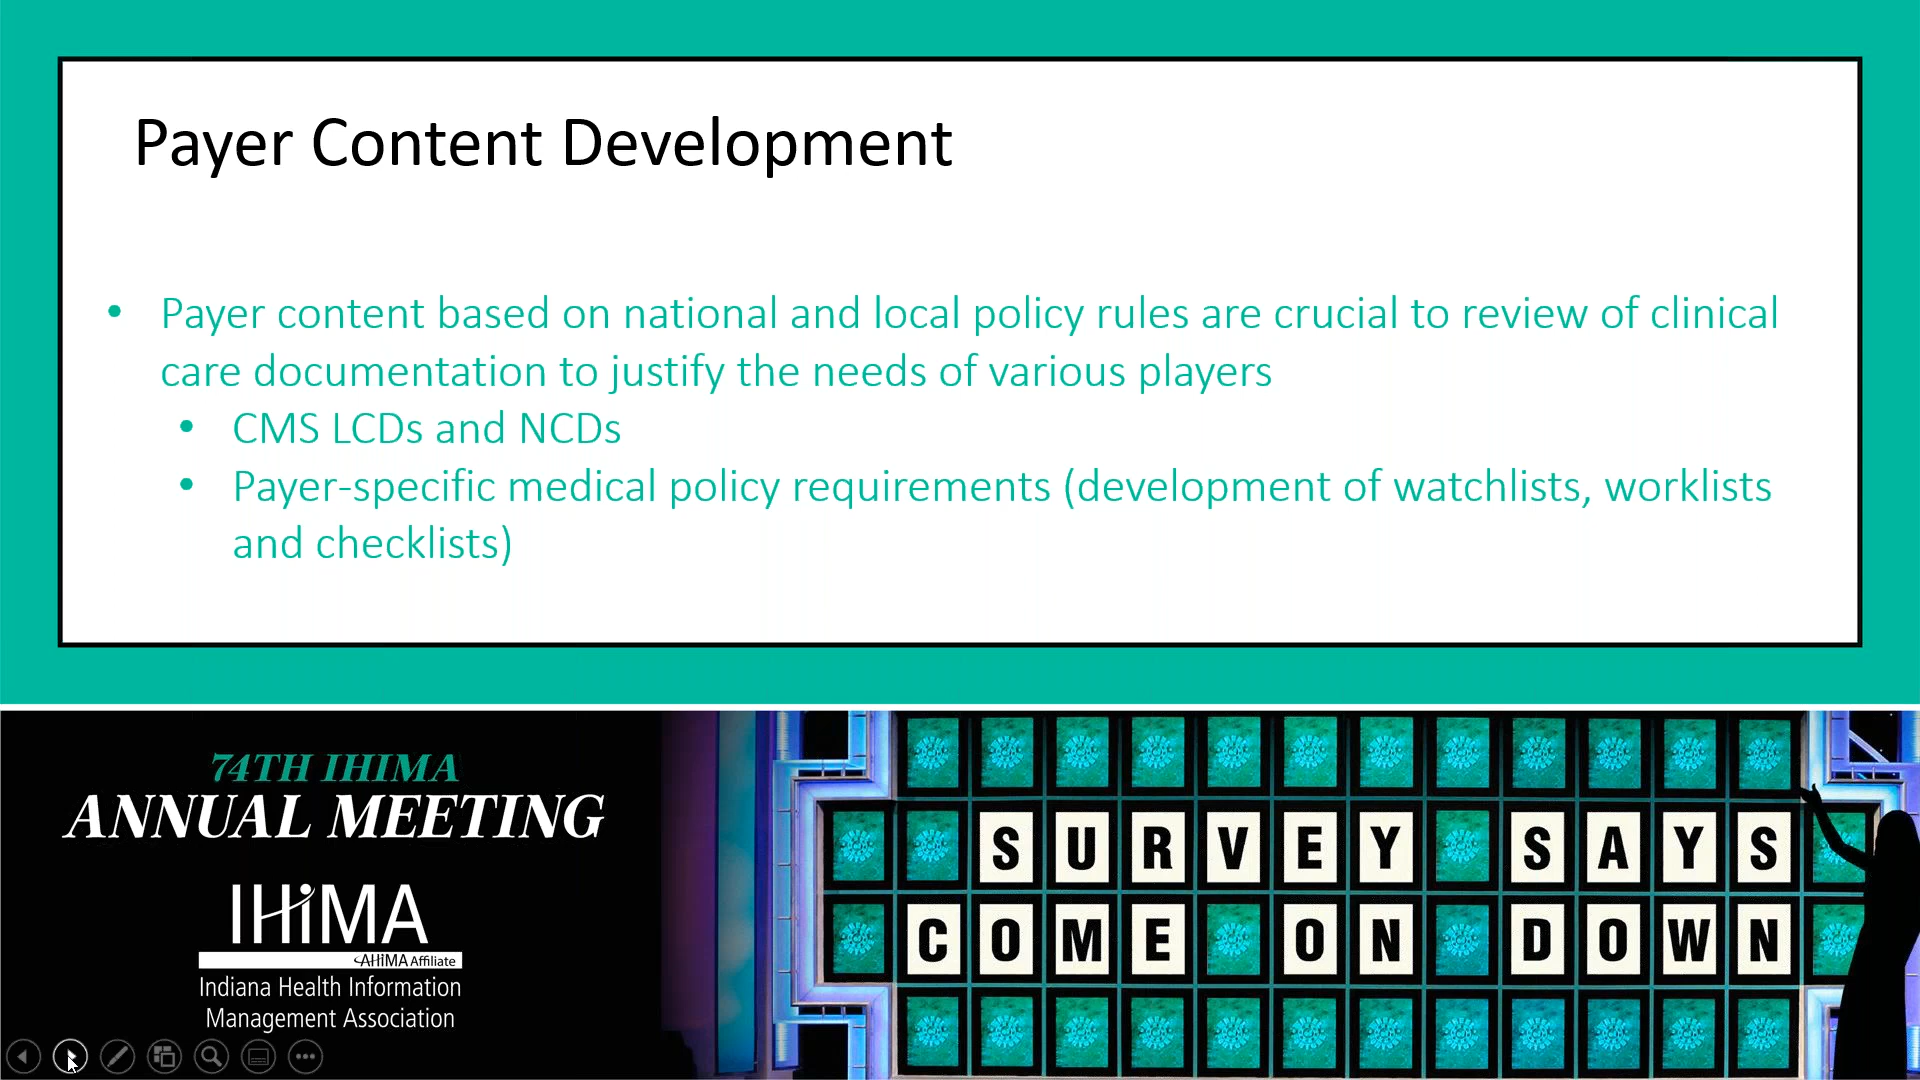 Payer Content Development
• Payer content based on national and local policy rules are crucial to review of clinical
care documentation to justify the needs of various players
• CMS LCDs and NCDs
• Payer-specific medical policy requirements (development of watchlists, worklists
and checklists)
74TH IHIMA
ANNUAL MEETING
IHIMA
AHIMA Affiliate
Indiana Health Information
Management Association
SURVEY SAYS
COME ON DOWN